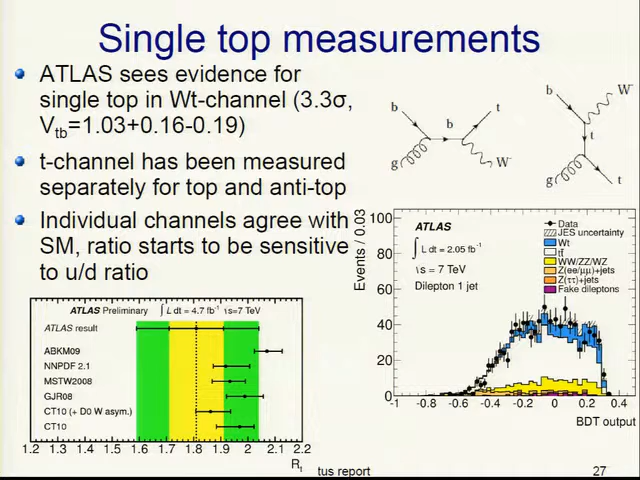 Single top measurements
ATLAS sees evidence for
single top in Wt-channel (3.3σ,
Vtb=1.03+0.16-0.19)
t-channel has been measured
separately for top and anti-top
Individual channels agree with
SM, ratio starts to be sensitive
to u/d ratio
b
b
t
g
W-
b
W-
t
g
t
Events / 0.03
100
80
60
40
20
0
ATLAS
∫ L dt = 2.05 fb-1
√s = 7 TeV
Dilepton 1 jet
Data
JES uncertainty
Wt
tt̄
WW/ZZ/WZ
Z(ee/μμ)+jets
Z(ττ)+jets
Fake dileptons
-1 -0.8 -0.6 -0.4 -0.2 0 0.2 0.4
BDT output
ATLAS Preliminary ∫ L dt = 4.7 fb-1 √s=7 TeV
ATLAS result
ABKM09
NNPDF 2.1
MSTW2008
GJR08
CT10 (+ D0 W asym.)
CT10
1.2 1.3 1.4 1.5 1.6 1.7 1.8 1.9 2 2.1 2.2
Rt
tus report
27